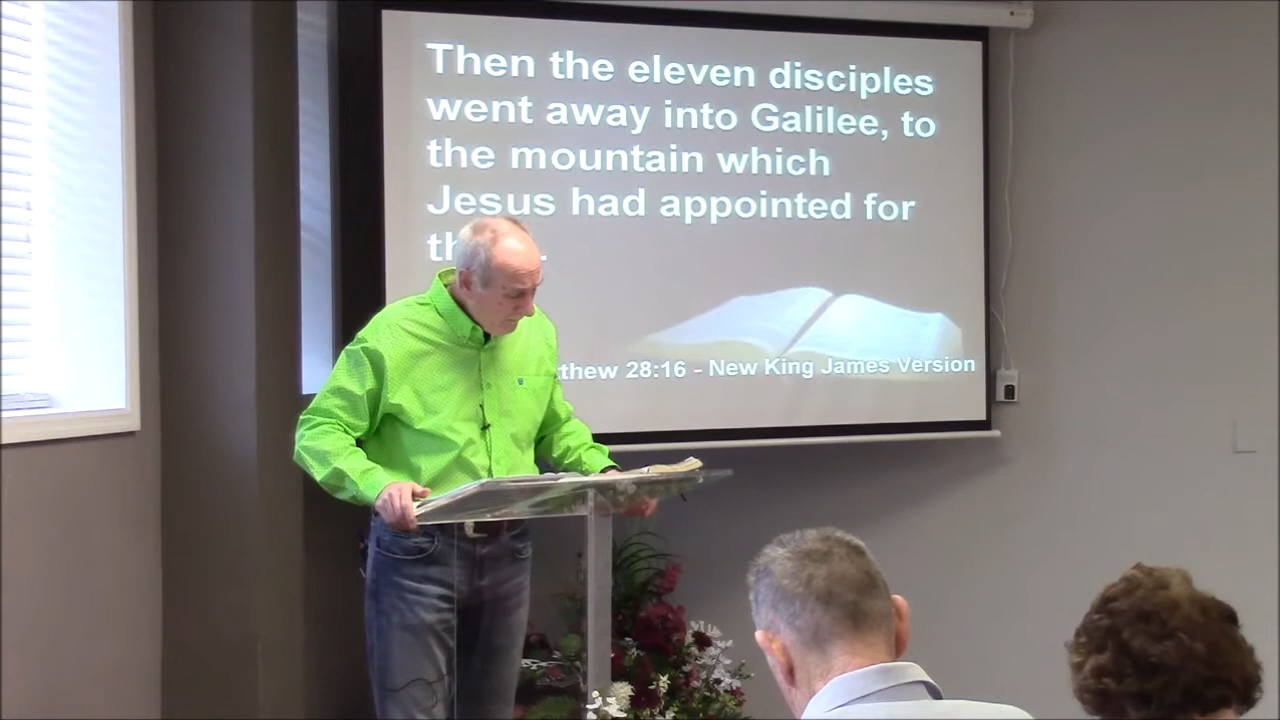 Then the eleven disciples
went away into Galilee, to
the mountain which
Jesus had appointed for
28:16 - New King James Version